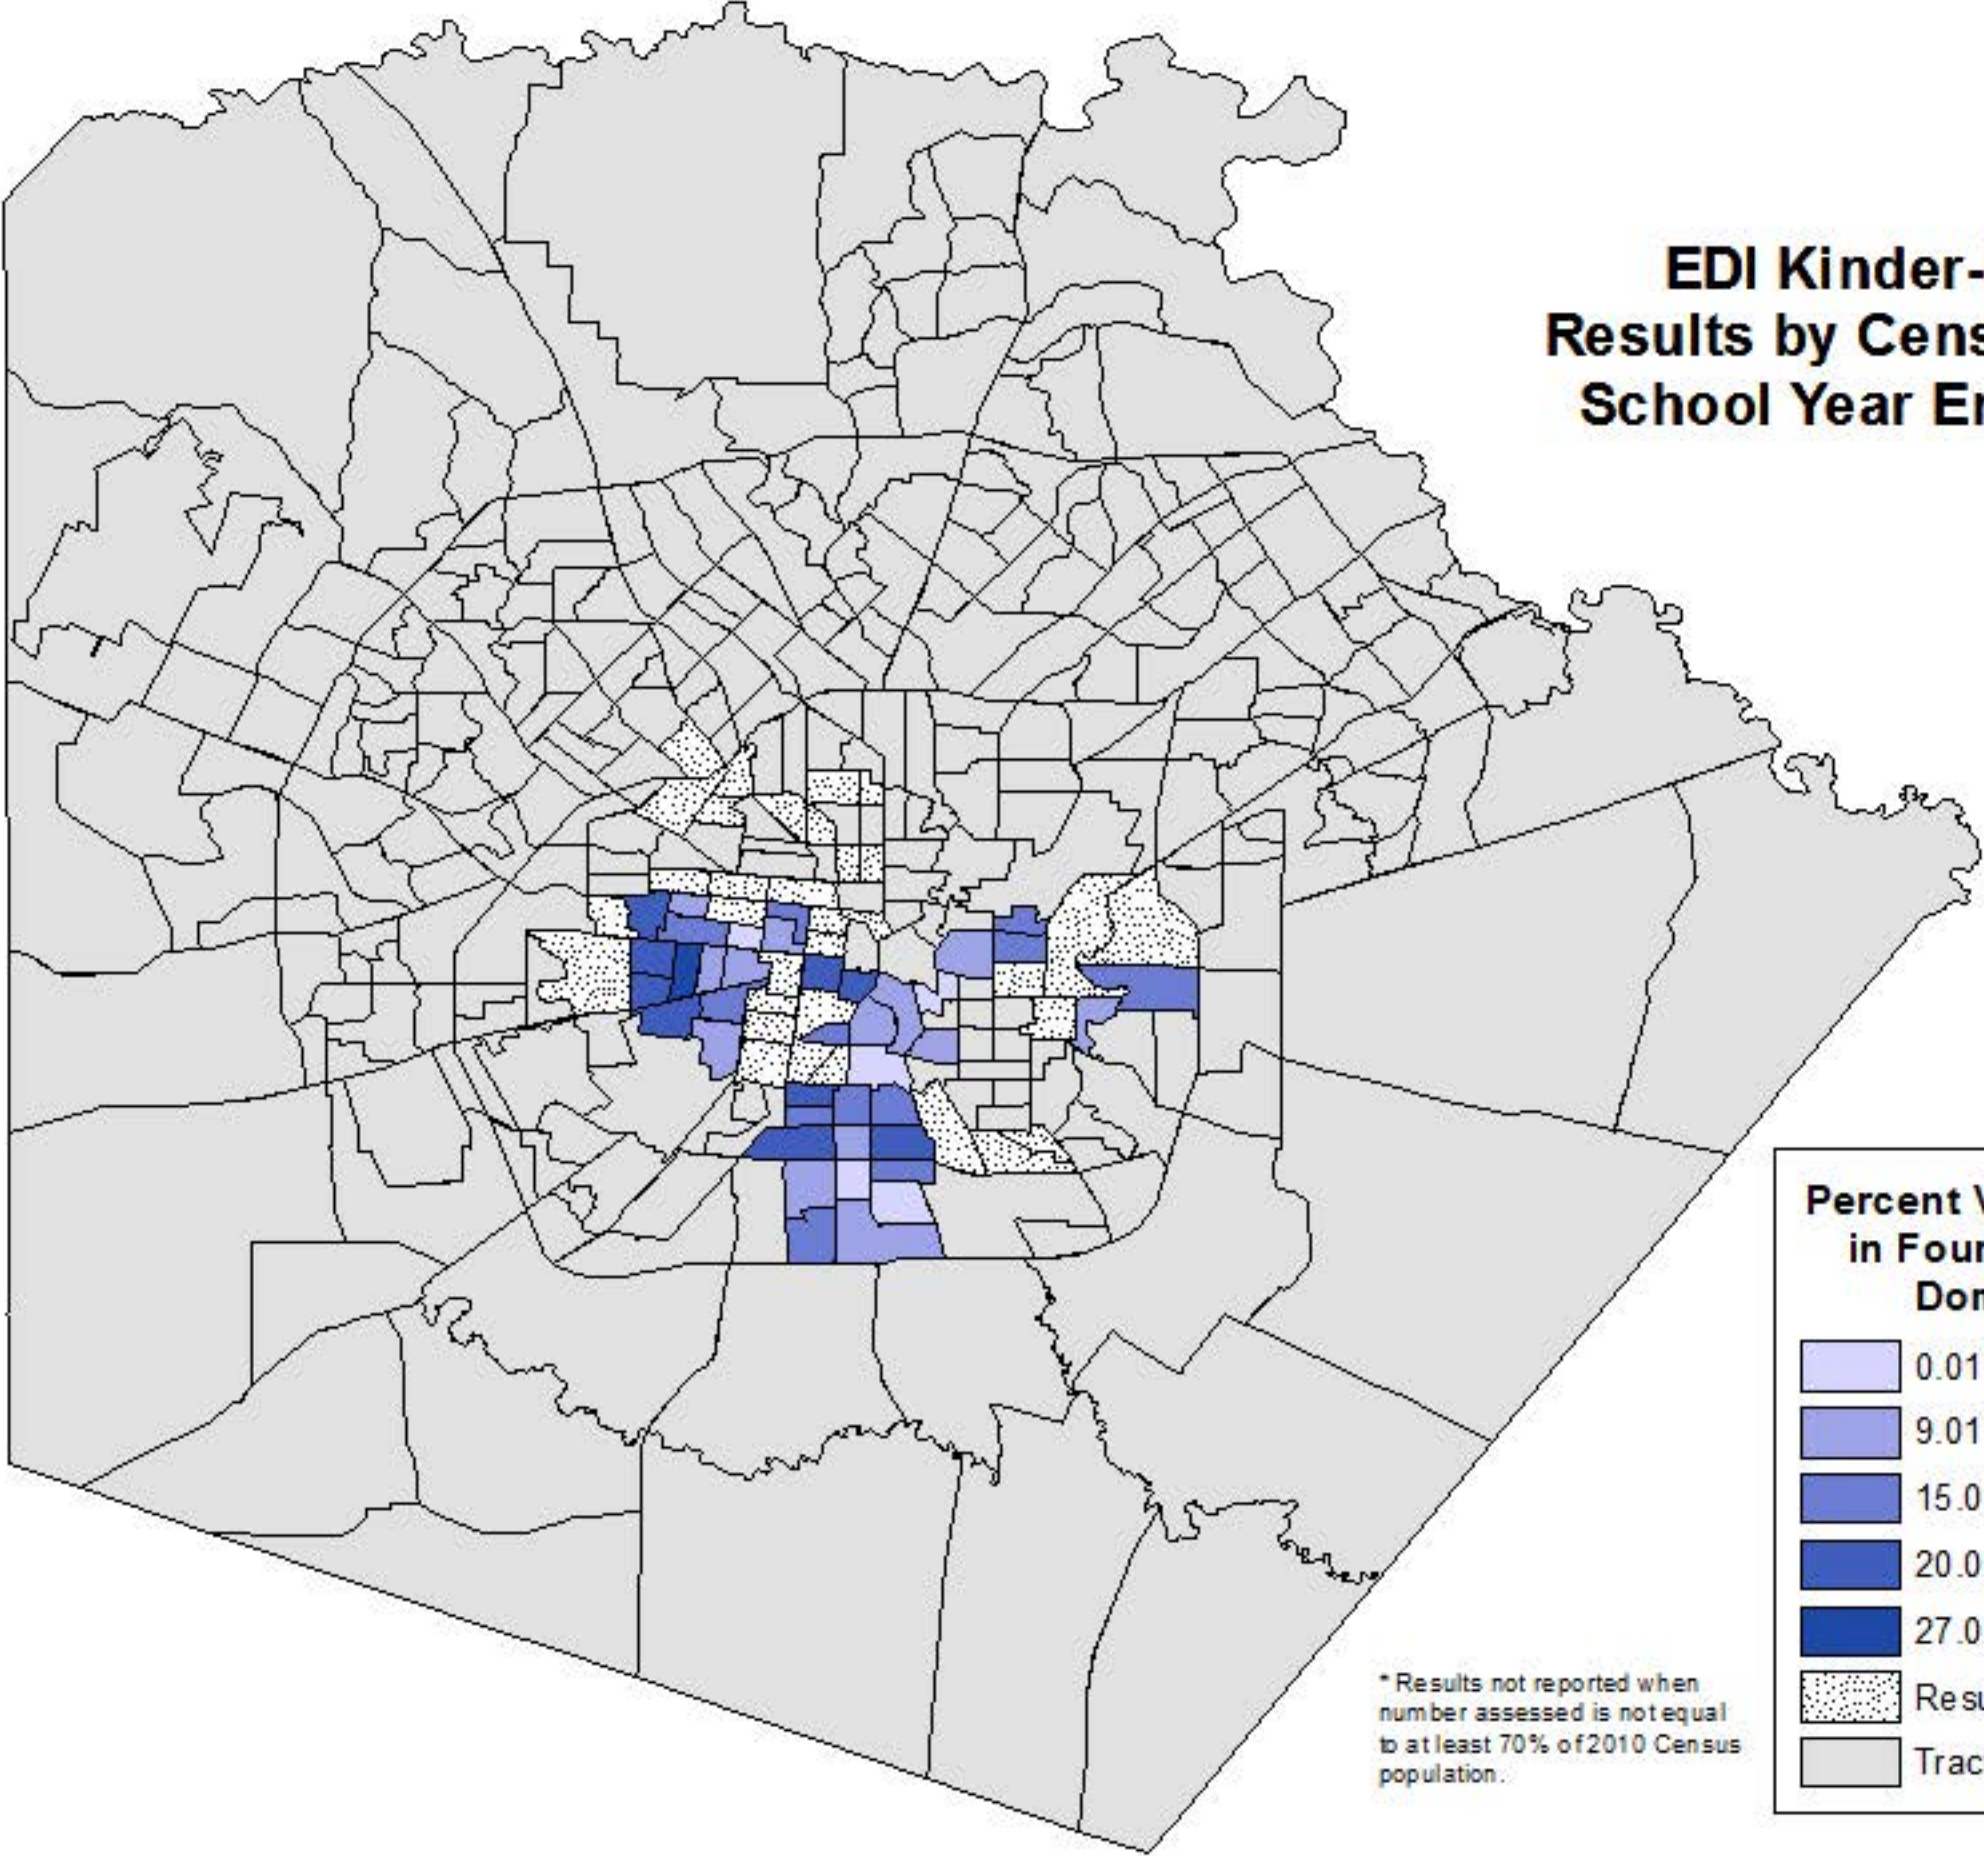 EDI Kinder-
Results by Cens
School Year
Percent
in Four
0.01
9.01
15.0
20.0
27.0
Resu
Trac
* Results not reported when
number assessed is not equal
to at least 70% of 2010 Census
population.